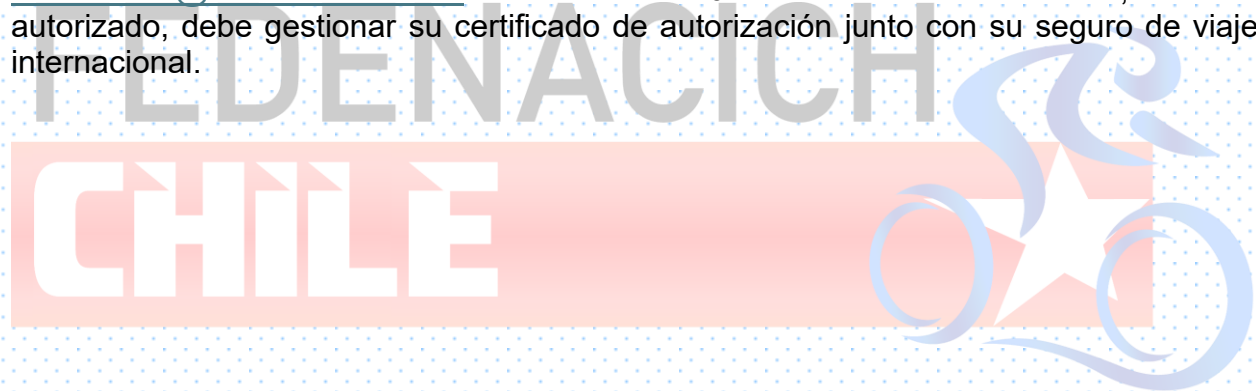 autorizado, debe gestionar su certificado de autorización junto con su seguro de viaje
internacional.
FEDENACICH
CHILE